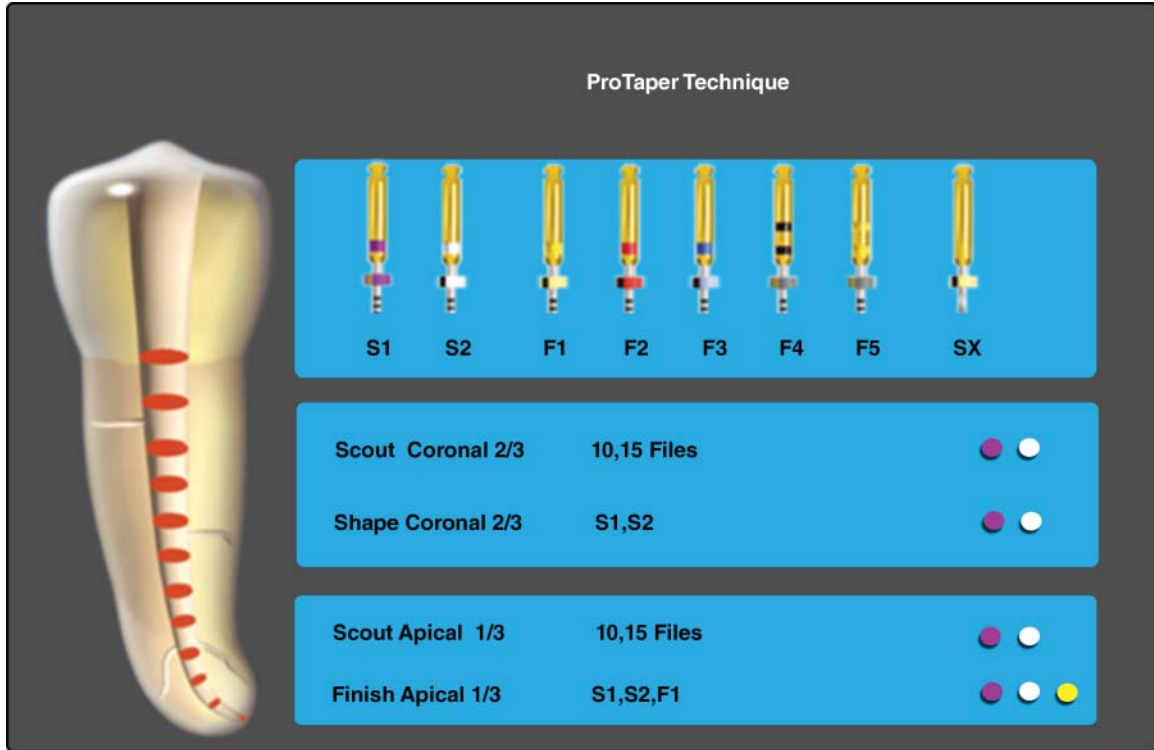 ProTaper Technique
S1 S2 F1 F2 F3 F4 F5 SX
Scout Coronal 2/3 10,15 Files
Shape Coronal 2/3 S1,S2
Scout Apical 1/3 10,15 Files
Finish Apical 1/3 S1,S2,F1